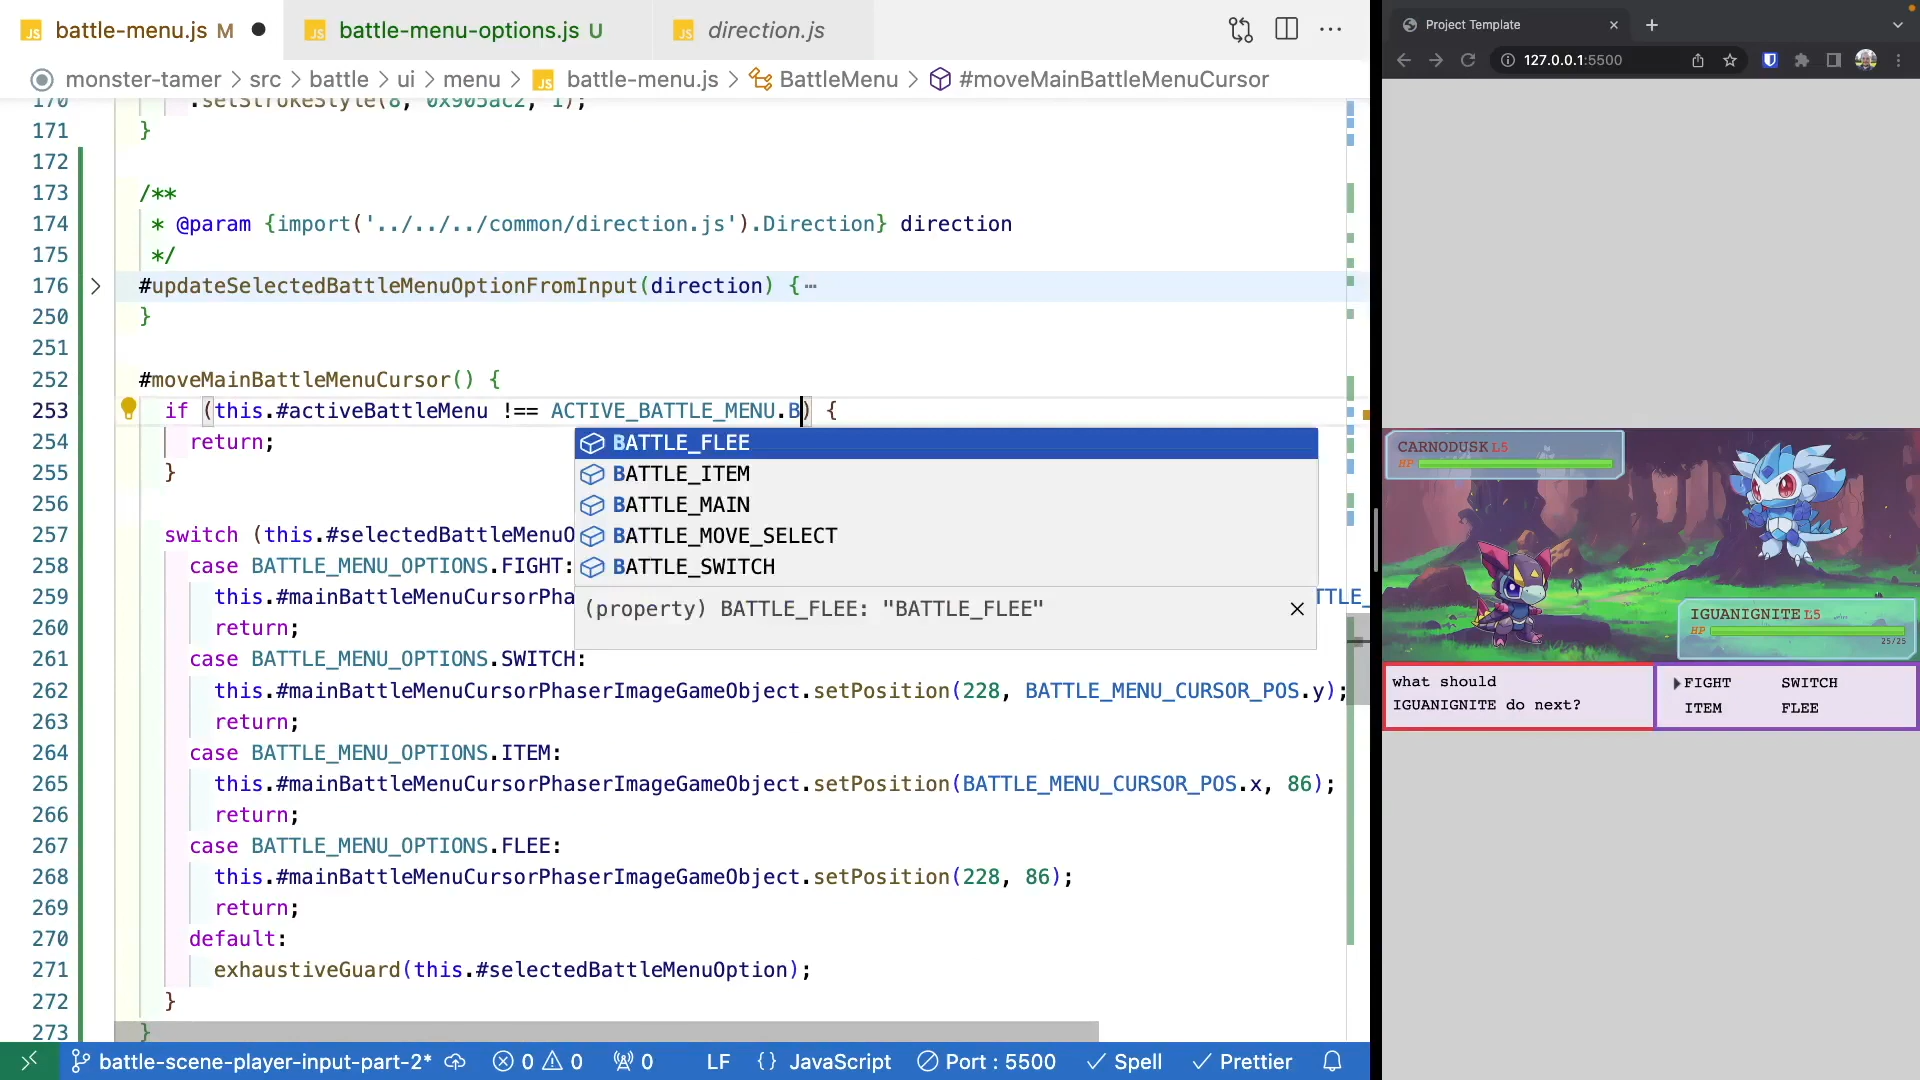 battle-menu.js M
battle-menu-options.js U
direction.js
monster-tamer > src > battle > ui > menu > battle-menu.js > BattleMenu > #moveMainBattleMenuCursor
170 .setStrokeStyle(8, 0x905ac2, 1);
171 }
172
173 /**
174 * @param {import('../../../common/direction.js').Direction} direction
175 */
176 #updateSelectedBattleMenuOptionFromInput(direction) {⋯
250 }
251
252 #moveMainBattleMenuCursor() {
253 if (this.#activeBattleMenu !== ACTIVE_BATTLE_MENU.B) {
254 return;
255 }
256
257 switch (this.#selectedBattleMenuO
258 case BATTLE_MENU_OPTIONS.FIGHT:
259 this.#mainBattleMenuCursorPha
TTLE_
260 return;
261 case BATTLE_MENU_OPTIONS.SWITCH:
262 this.#mainBattleMenuCursorPhaserImageGameObject.setPosition(228, BATTLE_MENU_CURSOR_POS.y);
263 return;
264 case BATTLE_MENU_OPTIONS.ITEM:
265 this.#mainBattleMenuCursorPhaserImageGameObject.setPosition(BATTLE_MENU_CURSOR_POS.x, 86);
266 return;
267 case BATTLE_MENU_OPTIONS.FLEE:
268 this.#mainBattleMenuCursorPhaserImageGameObject.setPosition(228, 86);
269 return;
270 default:
271 exhaustiveGuard(this.#selectedBattleMenuOption);
272 }
273 }
BATTLE_FLEE
BATTLE_ITEM
BATTLE_MAIN
BATTLE_MOVE_SELECT
BATTLE_SWITCH
(property) BATTLE_FLEE: "BATTLE_FLEE"
battle-scene-player-input-part-2* 0 0 0 LF {} JavaScript Port : 5500 Spell Prettier
Project Template
127.0.0.1:5500
CARNODUSK L5
HP
IGUANIGNITE L5
HP
25/25
what should
IGUANIGNITE do next?
FIGHT SWITCH
ITEM FLEE